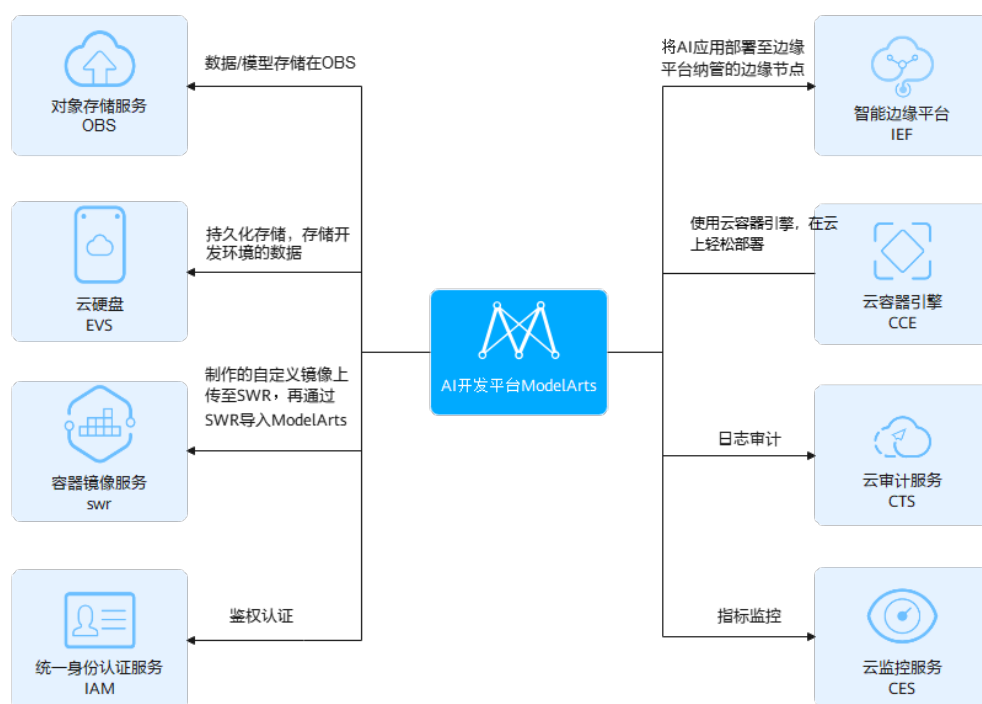 数据/模型存储在OBS
对象存储服务
OBS
持久化存储，存储开
发环境的数据
云硬盘
EVS
制作的自定义镜像上
传至SWR，再通过
SWR导入ModelArts
容器镜像服务
swr
鉴权认证
统一身份认证服务
IAM
AI开发平台ModelArts
将AI应用部署至边缘
平台纳管的边缘节点
智能边缘平台
IEF
使用云容器引擎，在云
上轻松部署
云容器引擎
CCE
日志审计
云审计服务
CTS
指标监控
云监控服务
CES